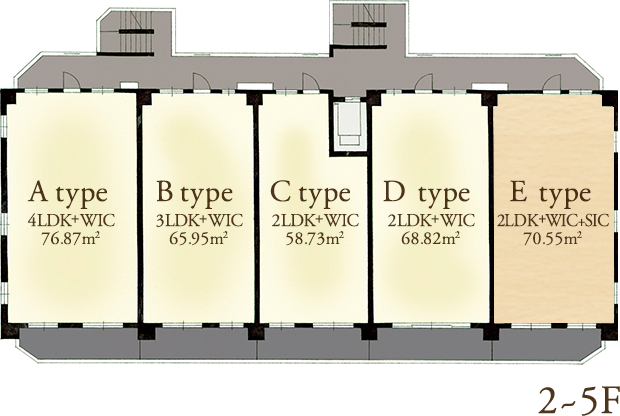 A type
4LDK+WIC
76.87m²
B type
3LDK+WIC
65.95m²
C type
2LDK+WIC
58.73m²
D type
2LDK+WIC
68.82m²
E type
2LDK+WIC+SIC
70.55m²
2~5F